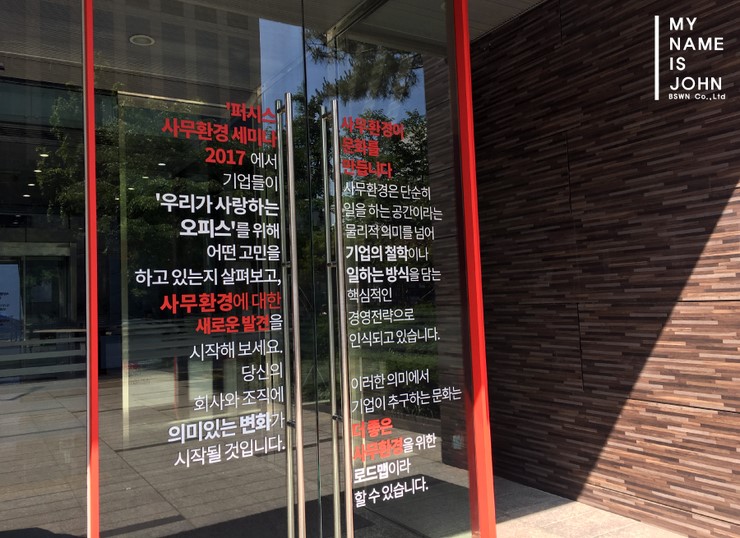 '퍼시스
사무환경 세미나
2017 에서
기업들이
'우리가 사랑하는
오피스'를 위해
어떤 고민을
하고 있는지 살펴보고,
사무환경에 대한
새로운 발견을
시작해 보세요.
당신의
회사와 조직에
의미있는 변화가
시작될 것입니다.
사무환경이
문화를
만듭니다
사무환경은 단순히
일을 하는 공간이라는
물리적 의미를 넘어
기업의 철학이나
일하는 방식을 담는
핵심적인
경영전략으로
인식되고 있습니다.
이러한 의미에서
기업이 추구하는 문화는
더 좋은
사무환경을 위한
로드맵이라
할 수 있습니다.
MY
NAME
IS
JOHN
BSWN Co.,Ltd